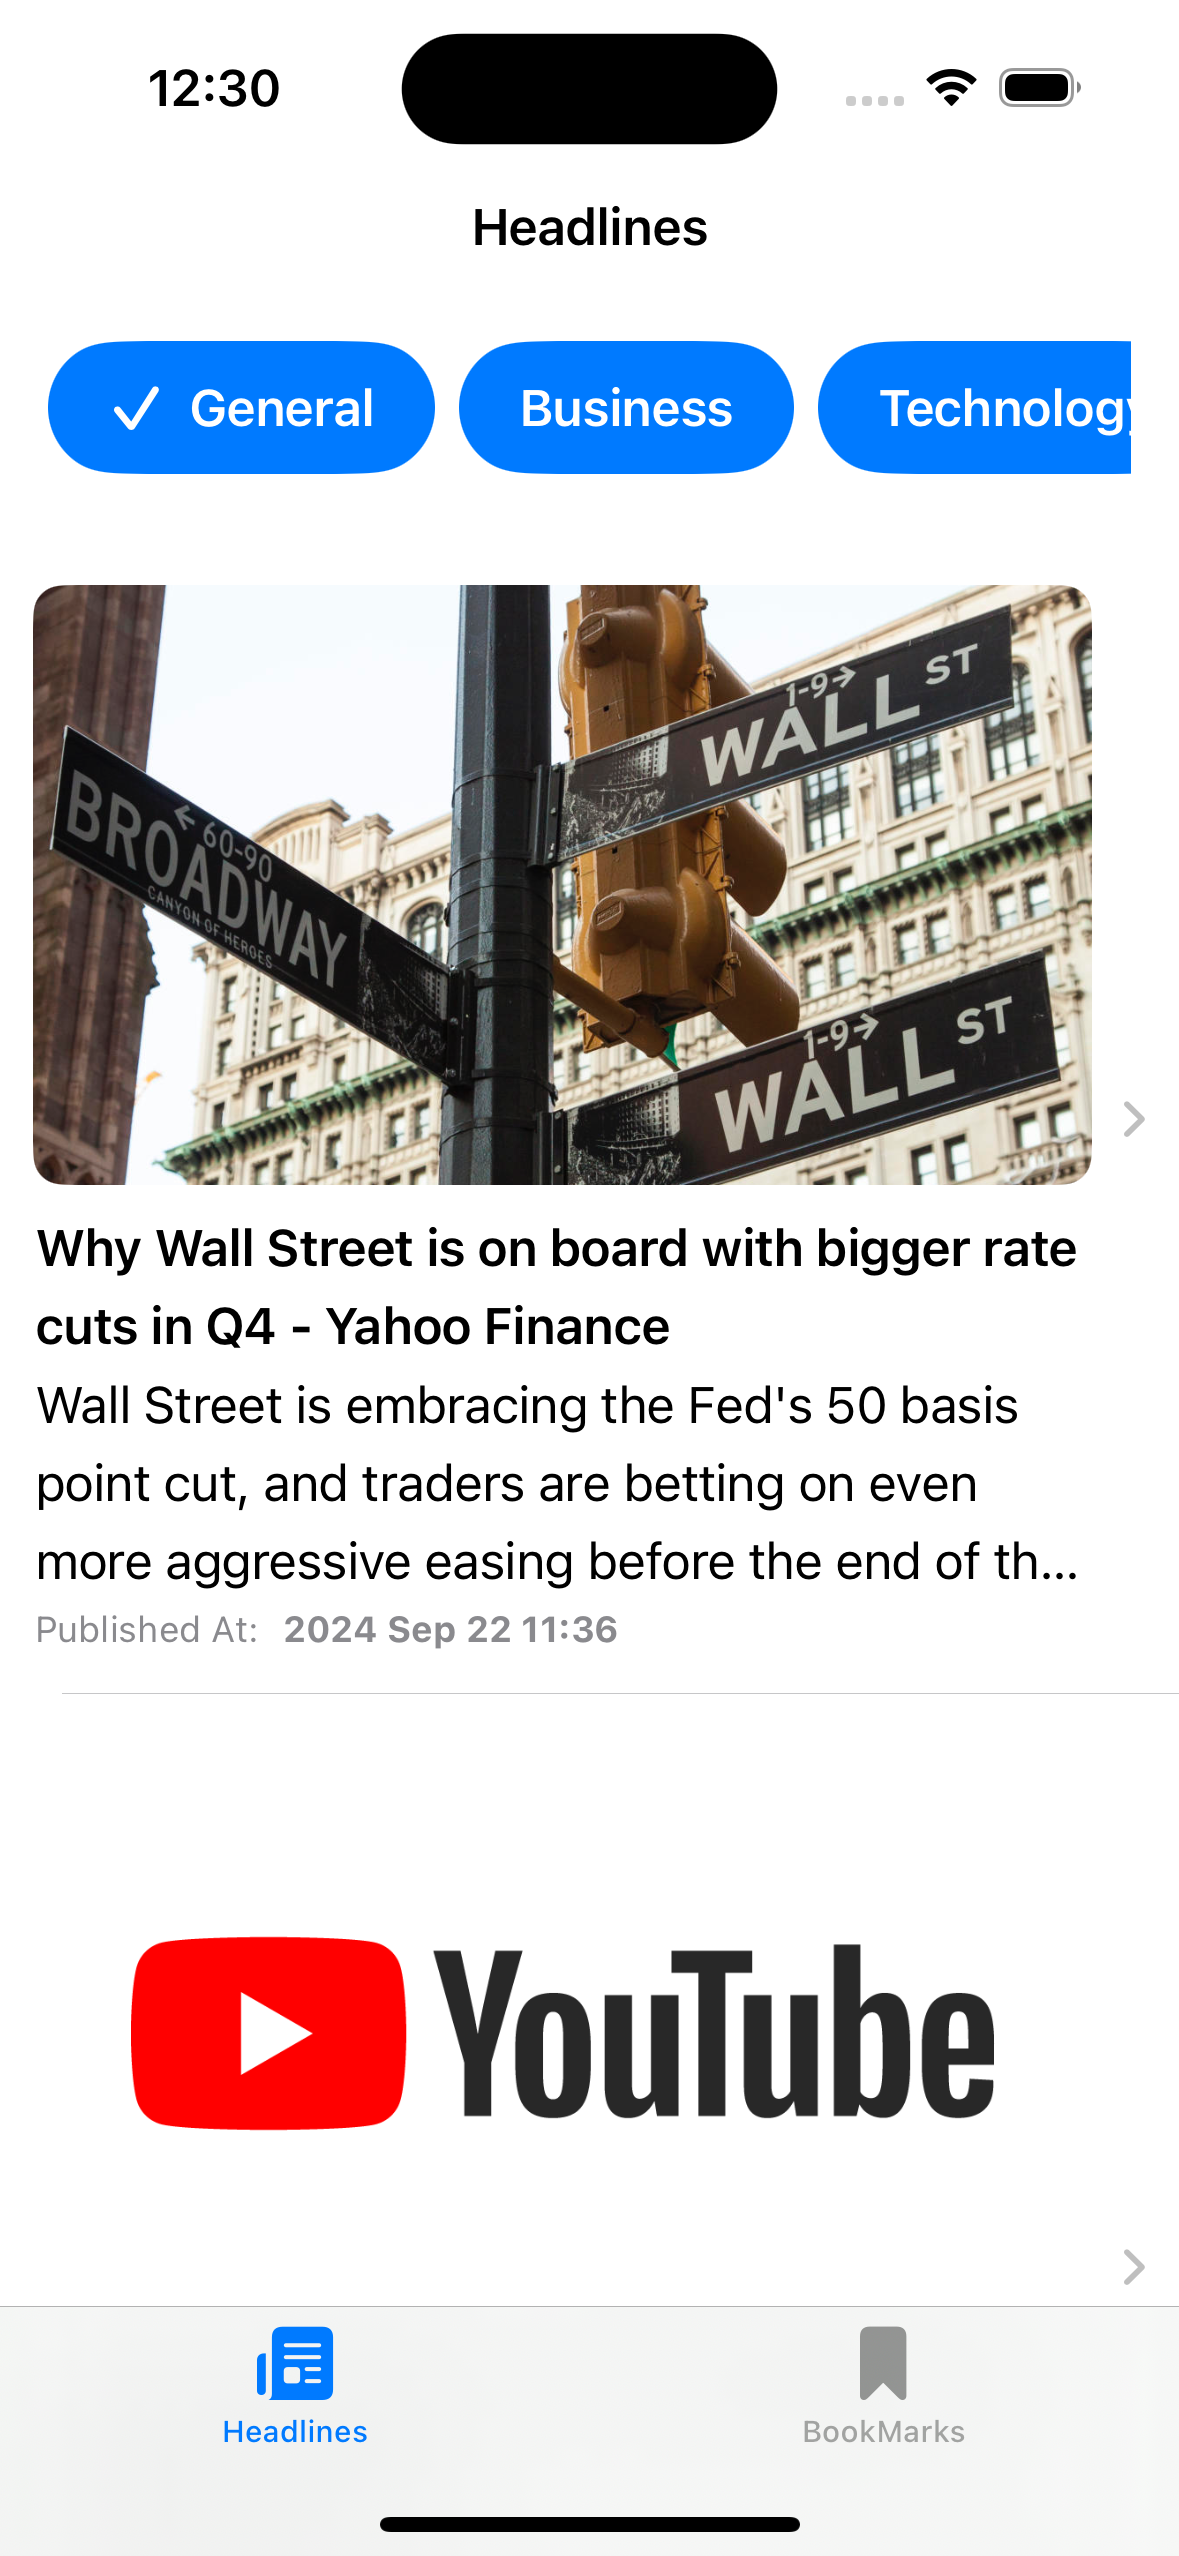 12:30
Headlines
General
Business
Technology
1-9→
WALL ST
← 60-90
BROADWAY
CANYON OF HEROES
1-9→
WALL ST
Why Wall Street is on board with bigger rate
cuts in Q4 - Yahoo Finance
Wall Street is embracing the Fed's 50 basis
point cut, and traders are betting on even
more aggressive easing before the end of th...
Published At: 2024 Sep 22 11:36
YouTube
Headlines
BookMarks